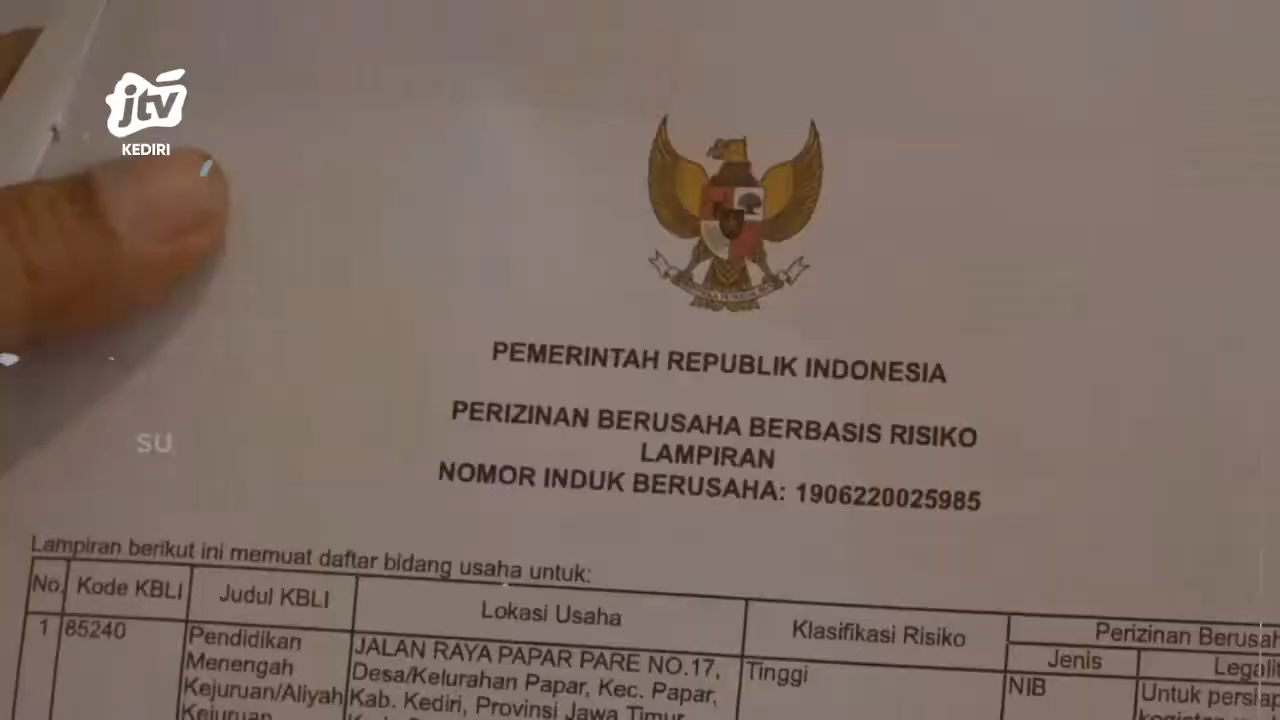 jtv
KEDIRI
PEMERINTAH REPUBLIK INDONESIA
PERIZINAN BERUSAHA BERBASIS RISIKO
LAMPIRAN
NOMOR INDUK BERUSAHA: 1906220025985
SU
Lampiran berikut ini memuat daftar bidang usaha untuk:
No. Kode KBLI Judul KBLI Lokasi Usaha Klasifikasi Risiko Perizinan Berusah
Jenis Legalit
1 85240 Pendidikan JALAN RAYA PAPAR PARE NO.17, Tinggi NIB Untuk persiap
Menengah Desa/Kelurahan Papar, Kec. Papar,
Kejuruan/Aliyah Kab. Kediri, Provinsi Jawa Timur
Kejuruan